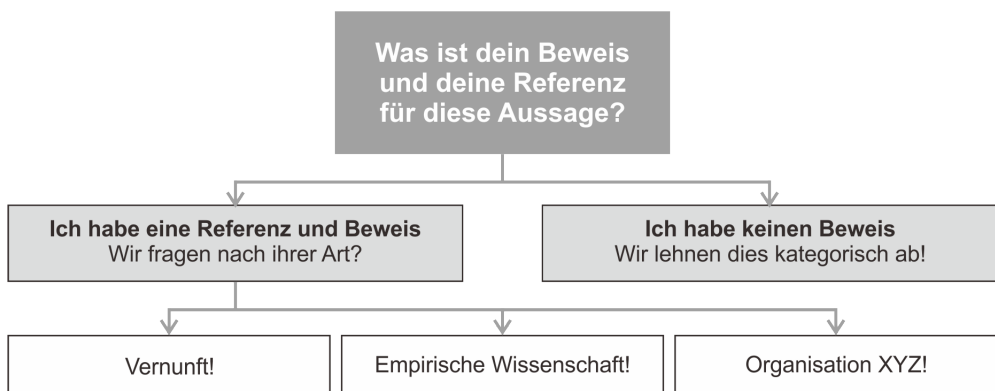 Was ist dein Beweis
und deine Referenz
für diese Aussage?
Ich habe eine Referenz und Beweis
Wir fragen nach ihrer Art?
Ich habe keinen Beweis
Wir lehnen dies kategorisch ab!
Vernunft!
Empirische Wissenschaft!
Organisation XYZ!